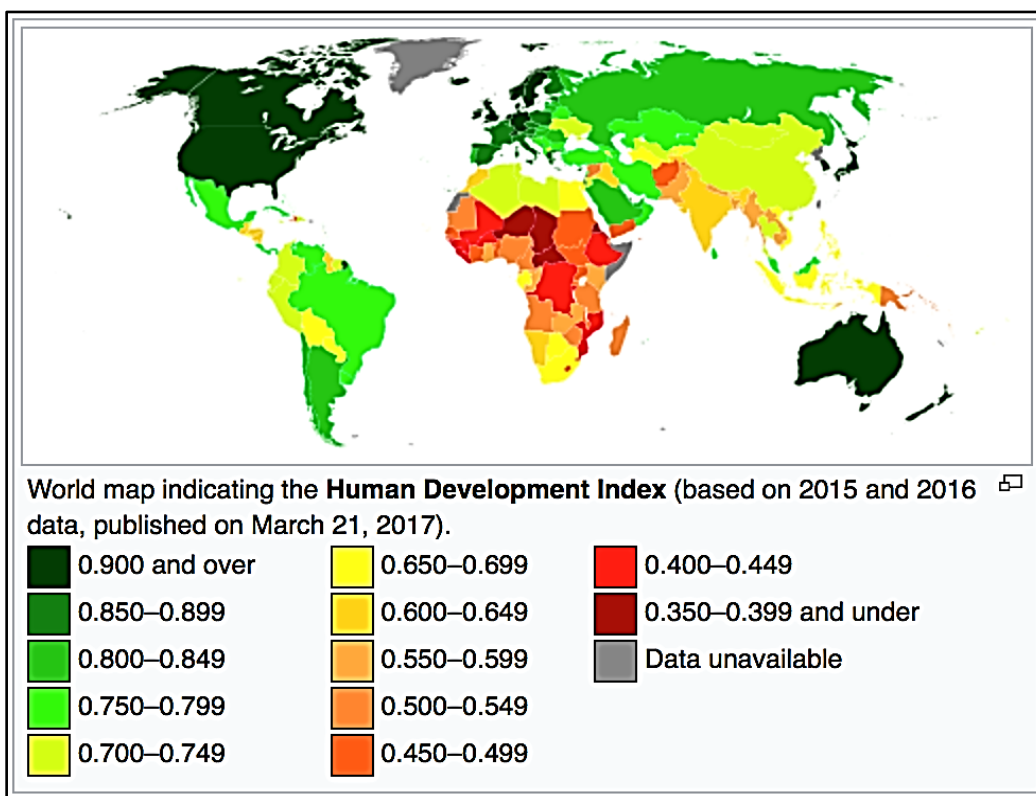 World map indicating the Human Development Index (based on 2015 and 2016
data, published on March 21, 2017).
0.900 and over
0.850–0.899
0.800–0.849
0.750–0.799
0.700–0.749
0.650–0.699
0.600–0.649
0.550–0.599
0.500–0.549
0.450–0.499
0.400–0.449
0.350–0.399 and under
Data unavailable